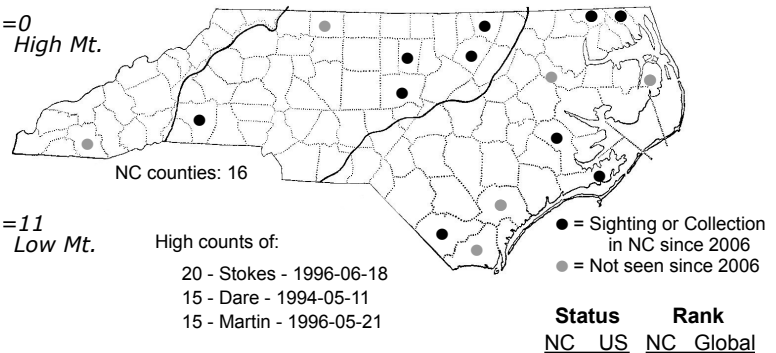 =0
High Mt.
NC counties: 16
=11
Low Mt.
High counts of:
20 - Stokes - 1996-06-18
15 - Dare - 1994-05-11
15 - Martin - 1996-05-21
● = Sighting or Collection
in NC since 2006
● = Not seen since 2006
Status Rank
NC US NC Global